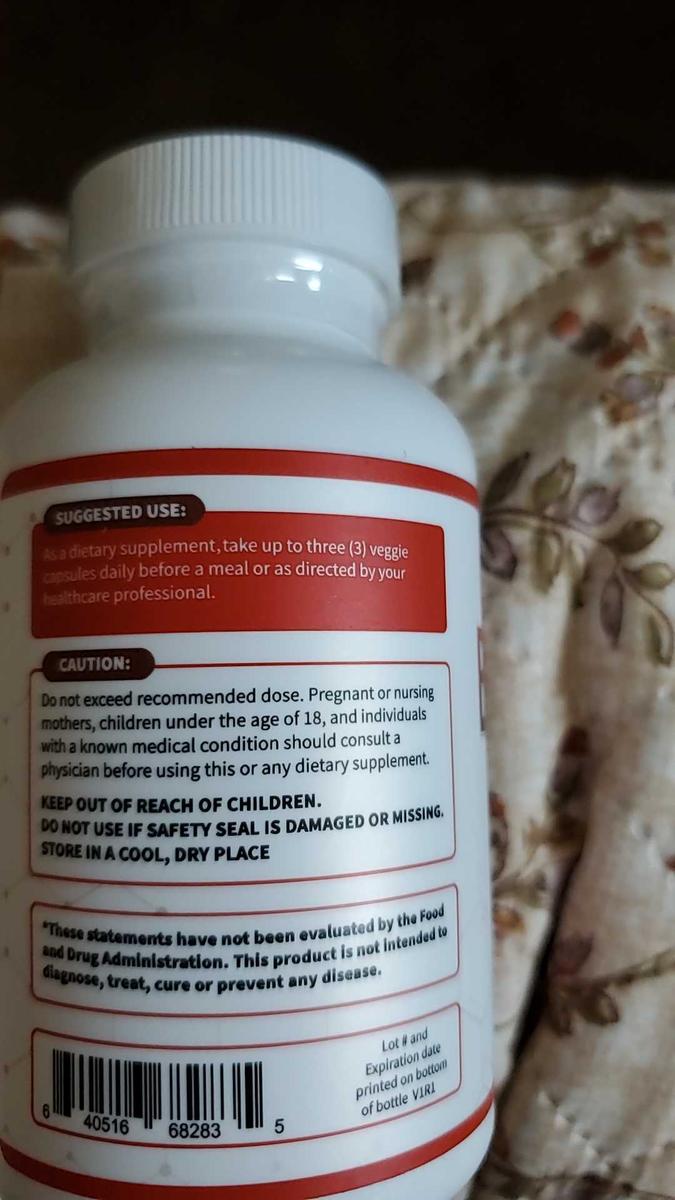 SUGGESTED USE:
As a dietary supplement, take up to three (3) veggie
capsules daily before a meal or as directed by your
healthcare professional.
CAUTION:
Do not exceed recommended dose. Pregnant or nursing
mothers, children under the age of 18, and individuals
with a known medical condition should consult a
physician before using this or any dietary supplement.
KEEP OUT OF REACH OF CHILDREN.
DO NOT USE IF SAFETY SEAL IS DAMAGED OR MISSING.
STORE IN A COOL, DRY PLACE
*These statements have not been evaluated by the Food
and Drug Administration. This product is not intended to
diagnose, treat, cure or prevent any disease.
Lot # and
Expiration date
printed on bottom
of bottle V1R1
6 40516 68283 5